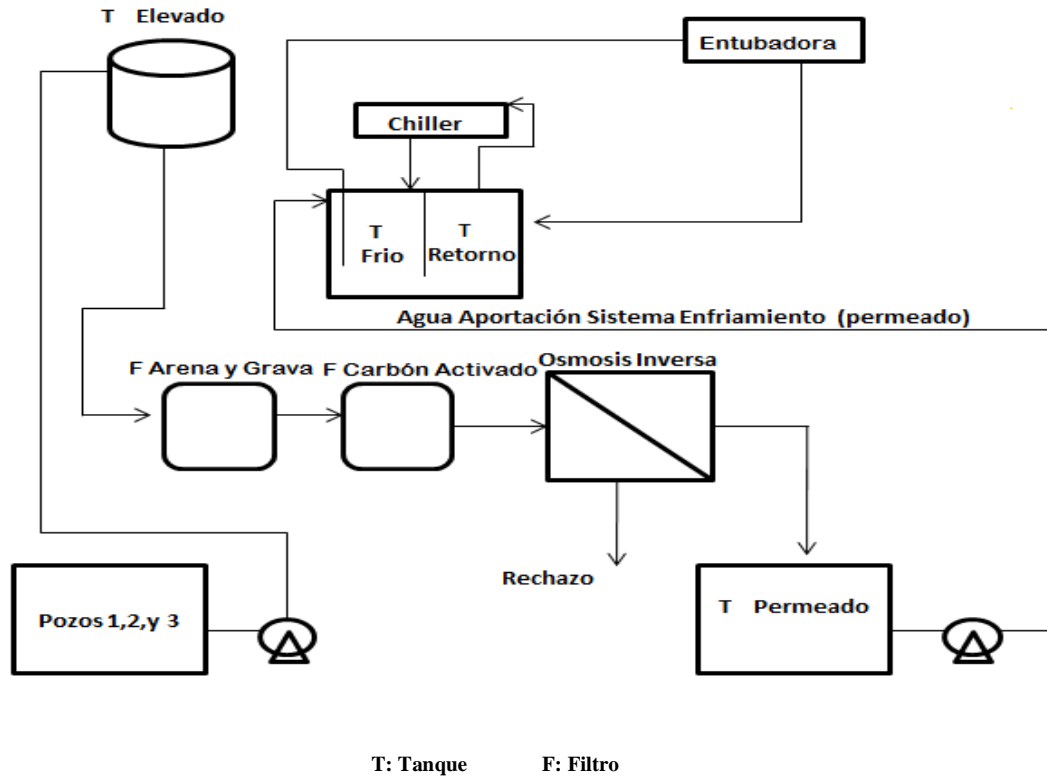 T Elevado
Entubadora
Chiller
T
Frio
T
Retorno
Agua Aportación Sistema Enfriamiento (permeado)
F Arena y Grava
F Carbón Activado
Osmosis Inversa
Rechazo
Pozos 1,2,y 3
T Permeado
T: Tanque F: Filtro